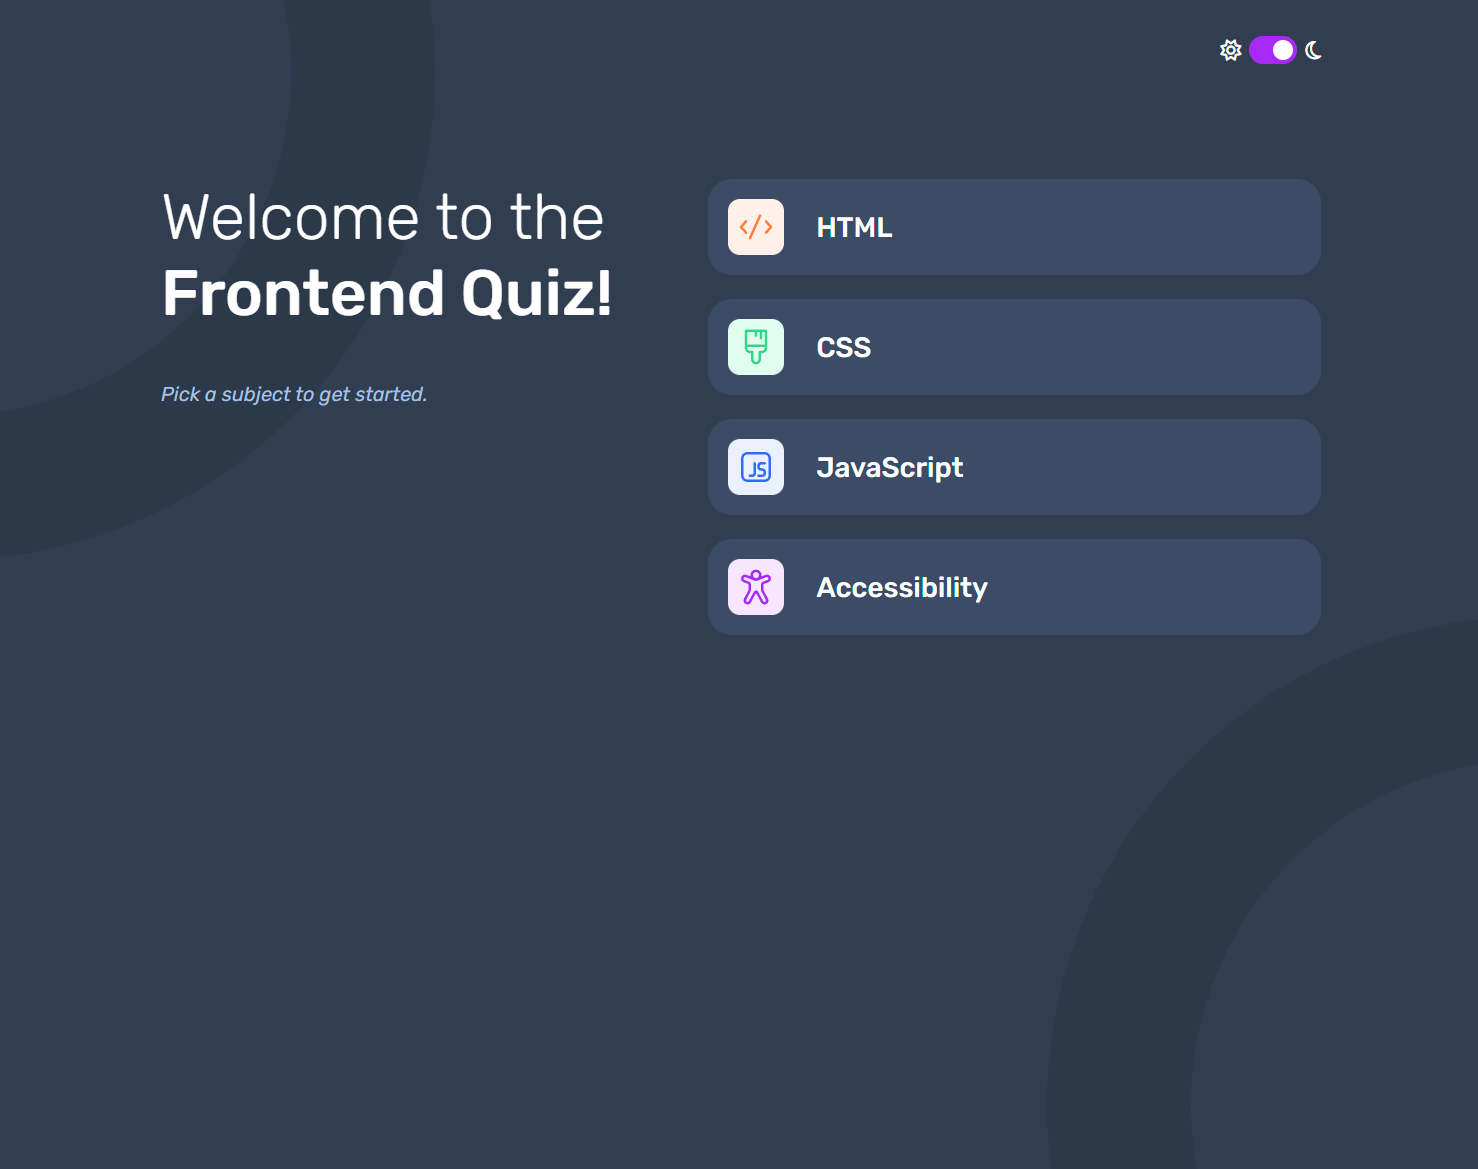 Welcome to the
Frontend Quiz!
Pick a subject to get started.
HTML
CSS
JS
JavaScript
Accessibility